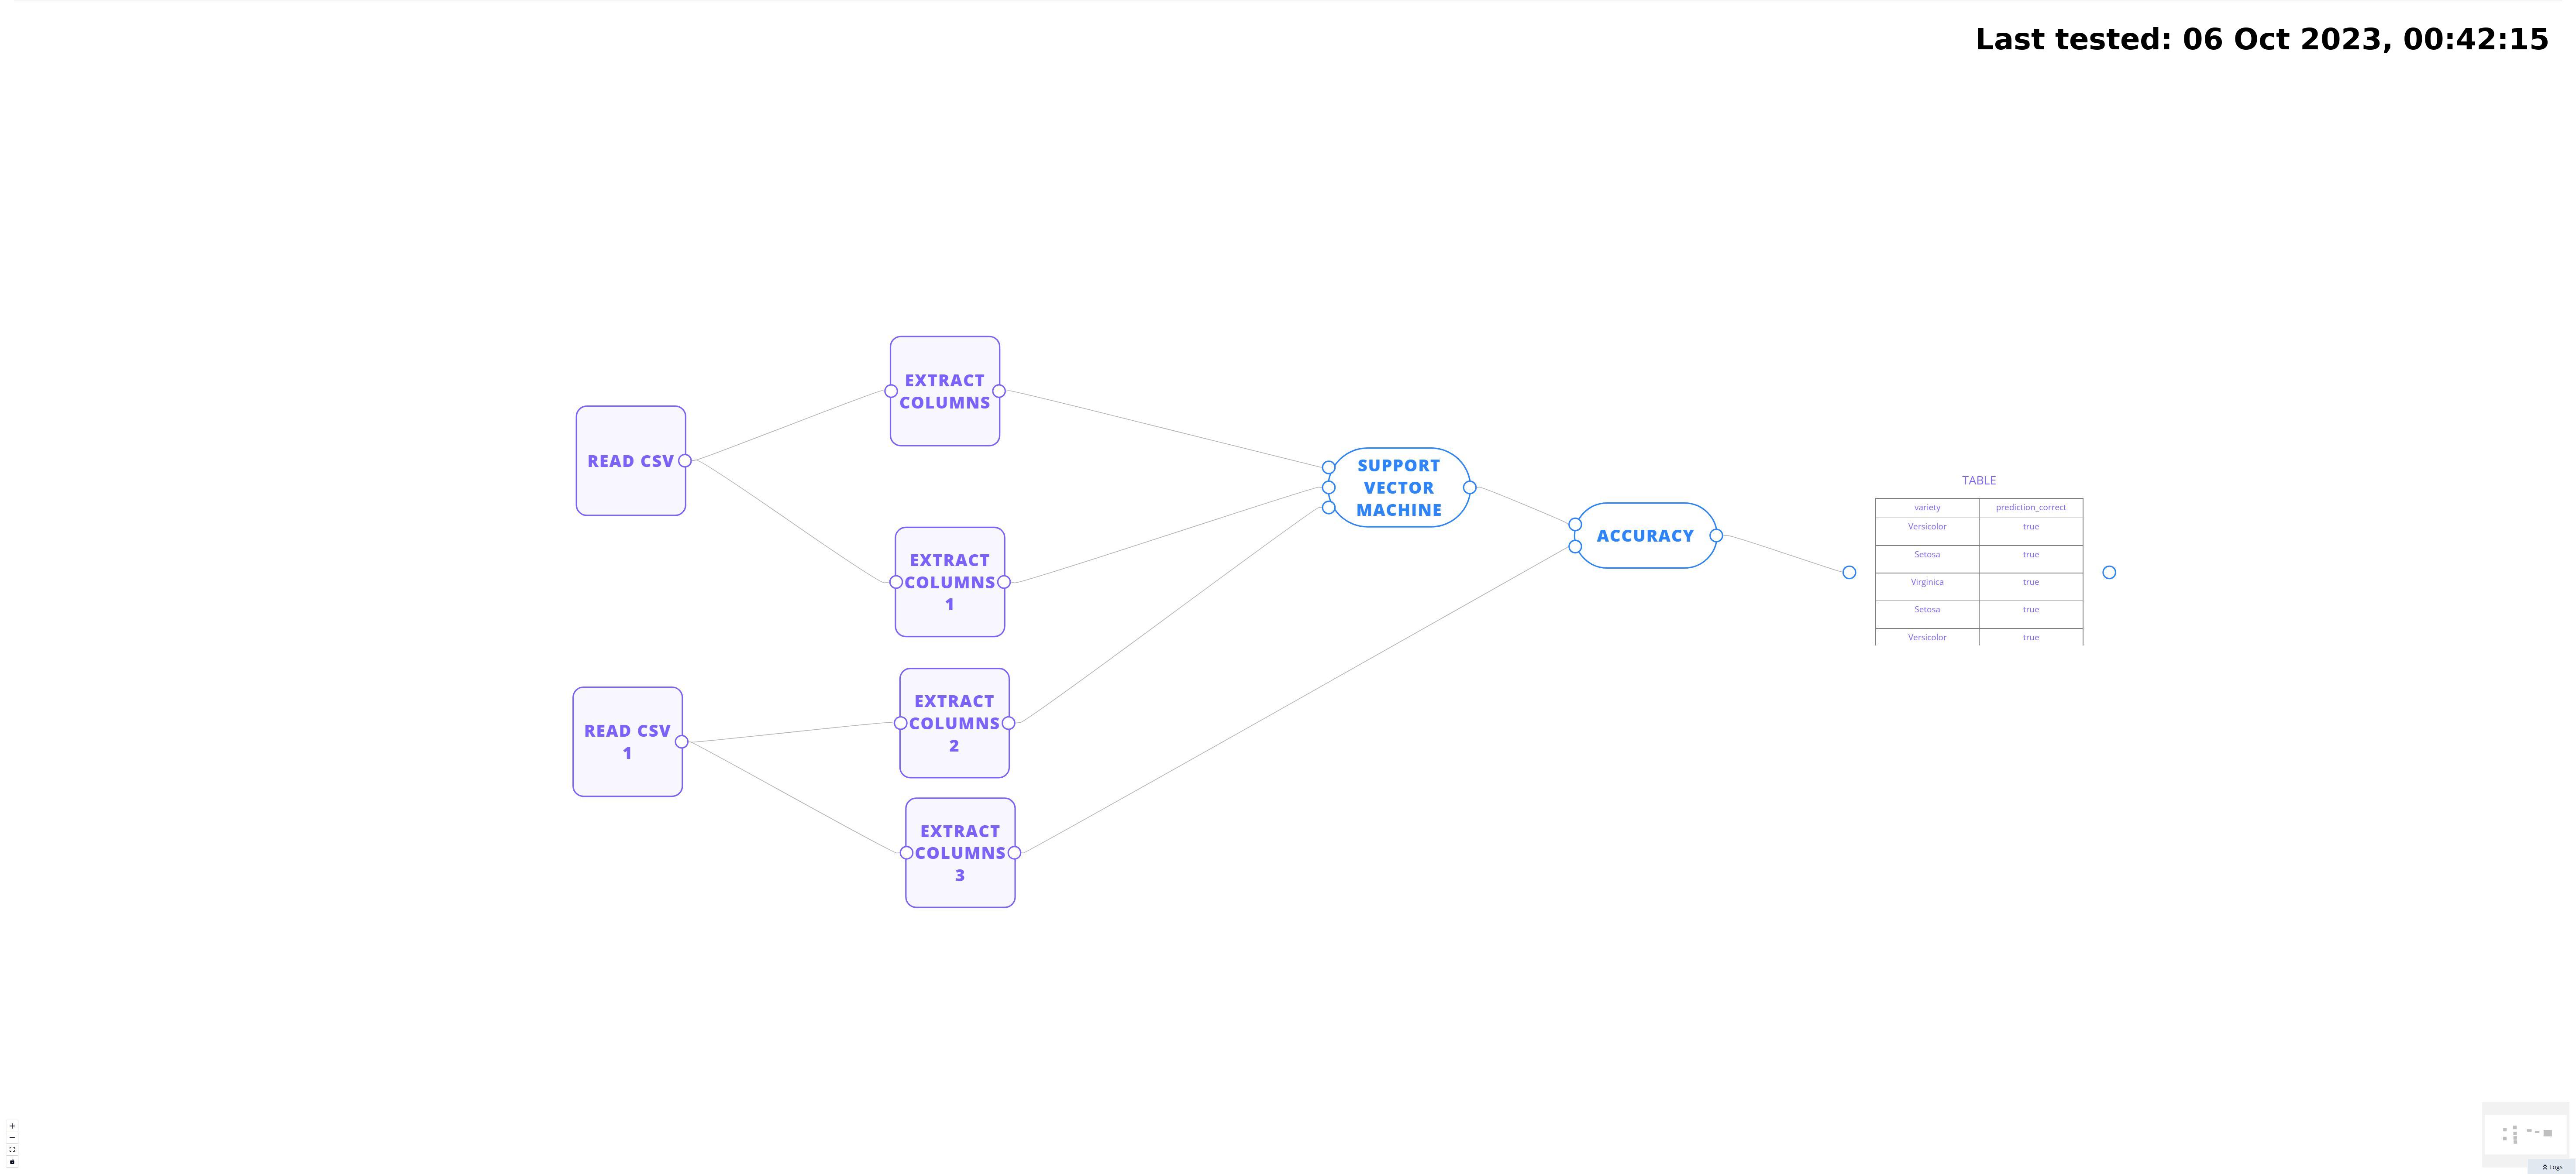 Last tested: 06 Oct 2023, 00:42:15
EXTRACT
COLUMNS
READ CSV
EXTRACT
COLUMNS
1
READ CSV
1
EXTRACT
COLUMNS
2
EXTRACT
COLUMNS
3
SUPPORT
VECTOR
MACHINE
ACCURACY
TABLE
variety prediction_correct
Versicolor true
Setosa true
Virginica true
Setosa true
Versicolor true
Logs